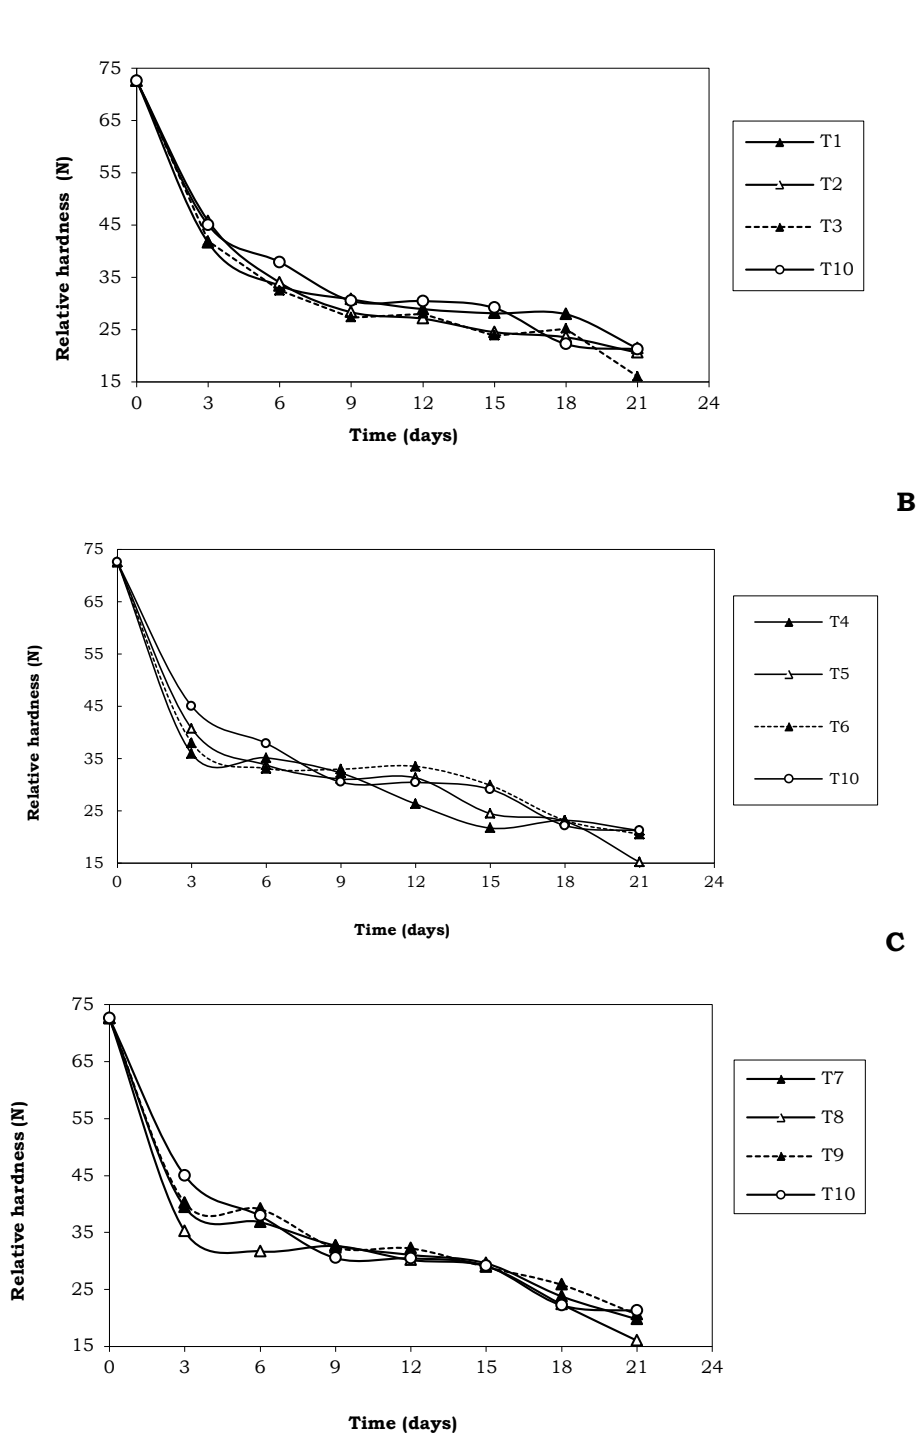 75
65
55
45
35
25
15
0 3 6 9 12 15 18 21 24
Relative hardness (N)
Time (days)
T1
T2
T3
T10
B
75
65
55
45
35
25
15
0 3 6 9 12 15 18 21 24
Relative hardness (N)
Time (days)
T4
T5
T6
T10
C
75
65
55
45
35
25
15
0 3 6 9 12 15 18 21 24
Relative hardness (N)
Time (days)
T7
T8
T9
T10